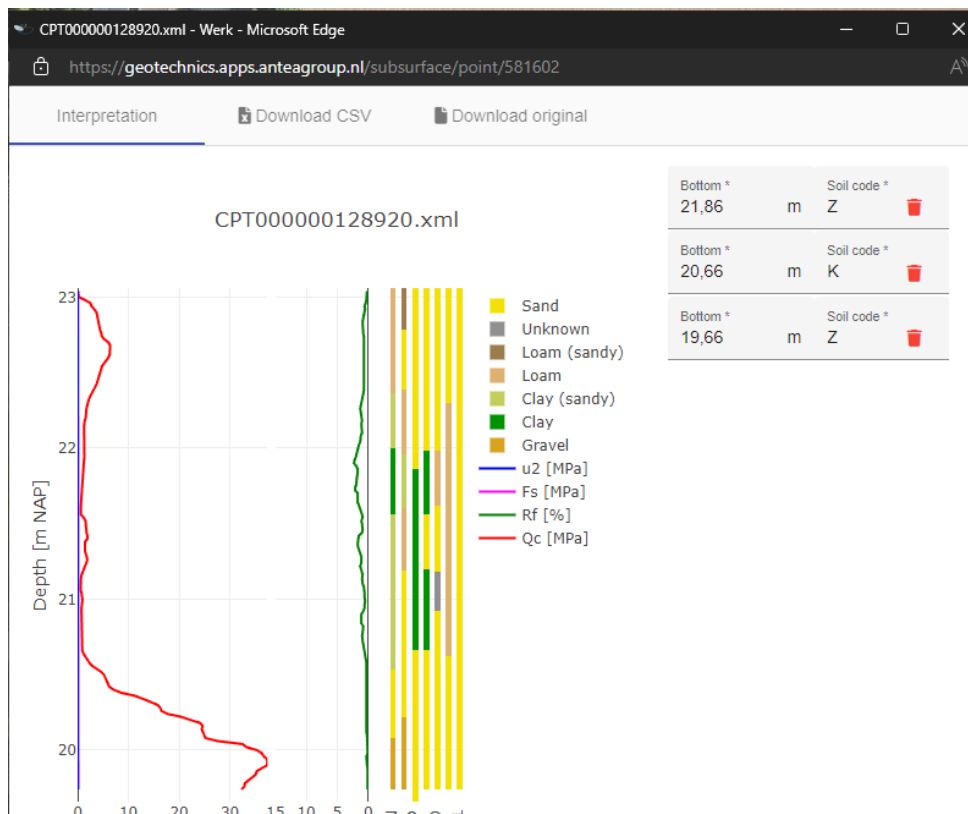 CPT000000128920.xml - Werk - Microsoft Edge
https://geotechnics.apps.anteagroup.nl/subsurface/point/581602
Interpretation
Download CSV
Download original
CPT000000128920.xml
Depth [m NAP]
23
22
21
20
0
10
20
30
15
10
5
0
Sand
Unknown
Loam (sandy)
Loam
Clay (sandy)
Clay
Gravel
u2 [MPa]
Fs [MPa]
Rf [%]
Qc [MPa]
Bottom *
21,86 m
Soil code *
Z
Bottom *
20,66 m
Soil code *
K
Bottom *
19,66 m
Soil code *
Z